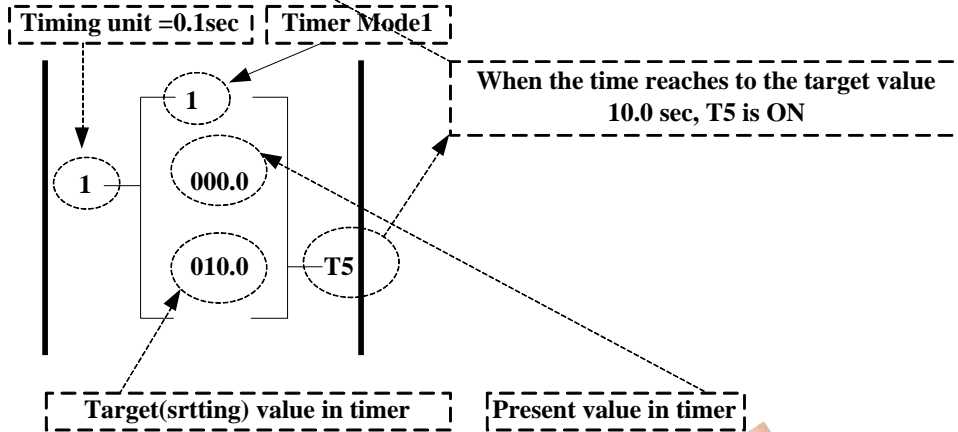 Timing unit =0.1sec
Timer Mode1
When the time reaches to the target value
10.0 sec, T5 is ON
1
000.0
1
010.0
T5
Target(srtting) value in timer
Present value in timer